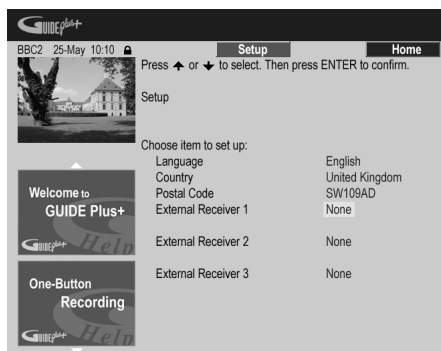 GUIDE plus+
BBC2 25-May 10:10 Setup Home
Press ↑ or ↓ to select. Then press ENTER to confirm.
Setup
Choose item to set up:
Language English
Country United Kingdom
Postal Code SW109AD
External Receiver 1 None
External Receiver 2 None
External Receiver 3 None
Welcome to
GUIDE Plus+
GUIDE plus+ Help
One-Button
Recording
GUIDE plus+ Help